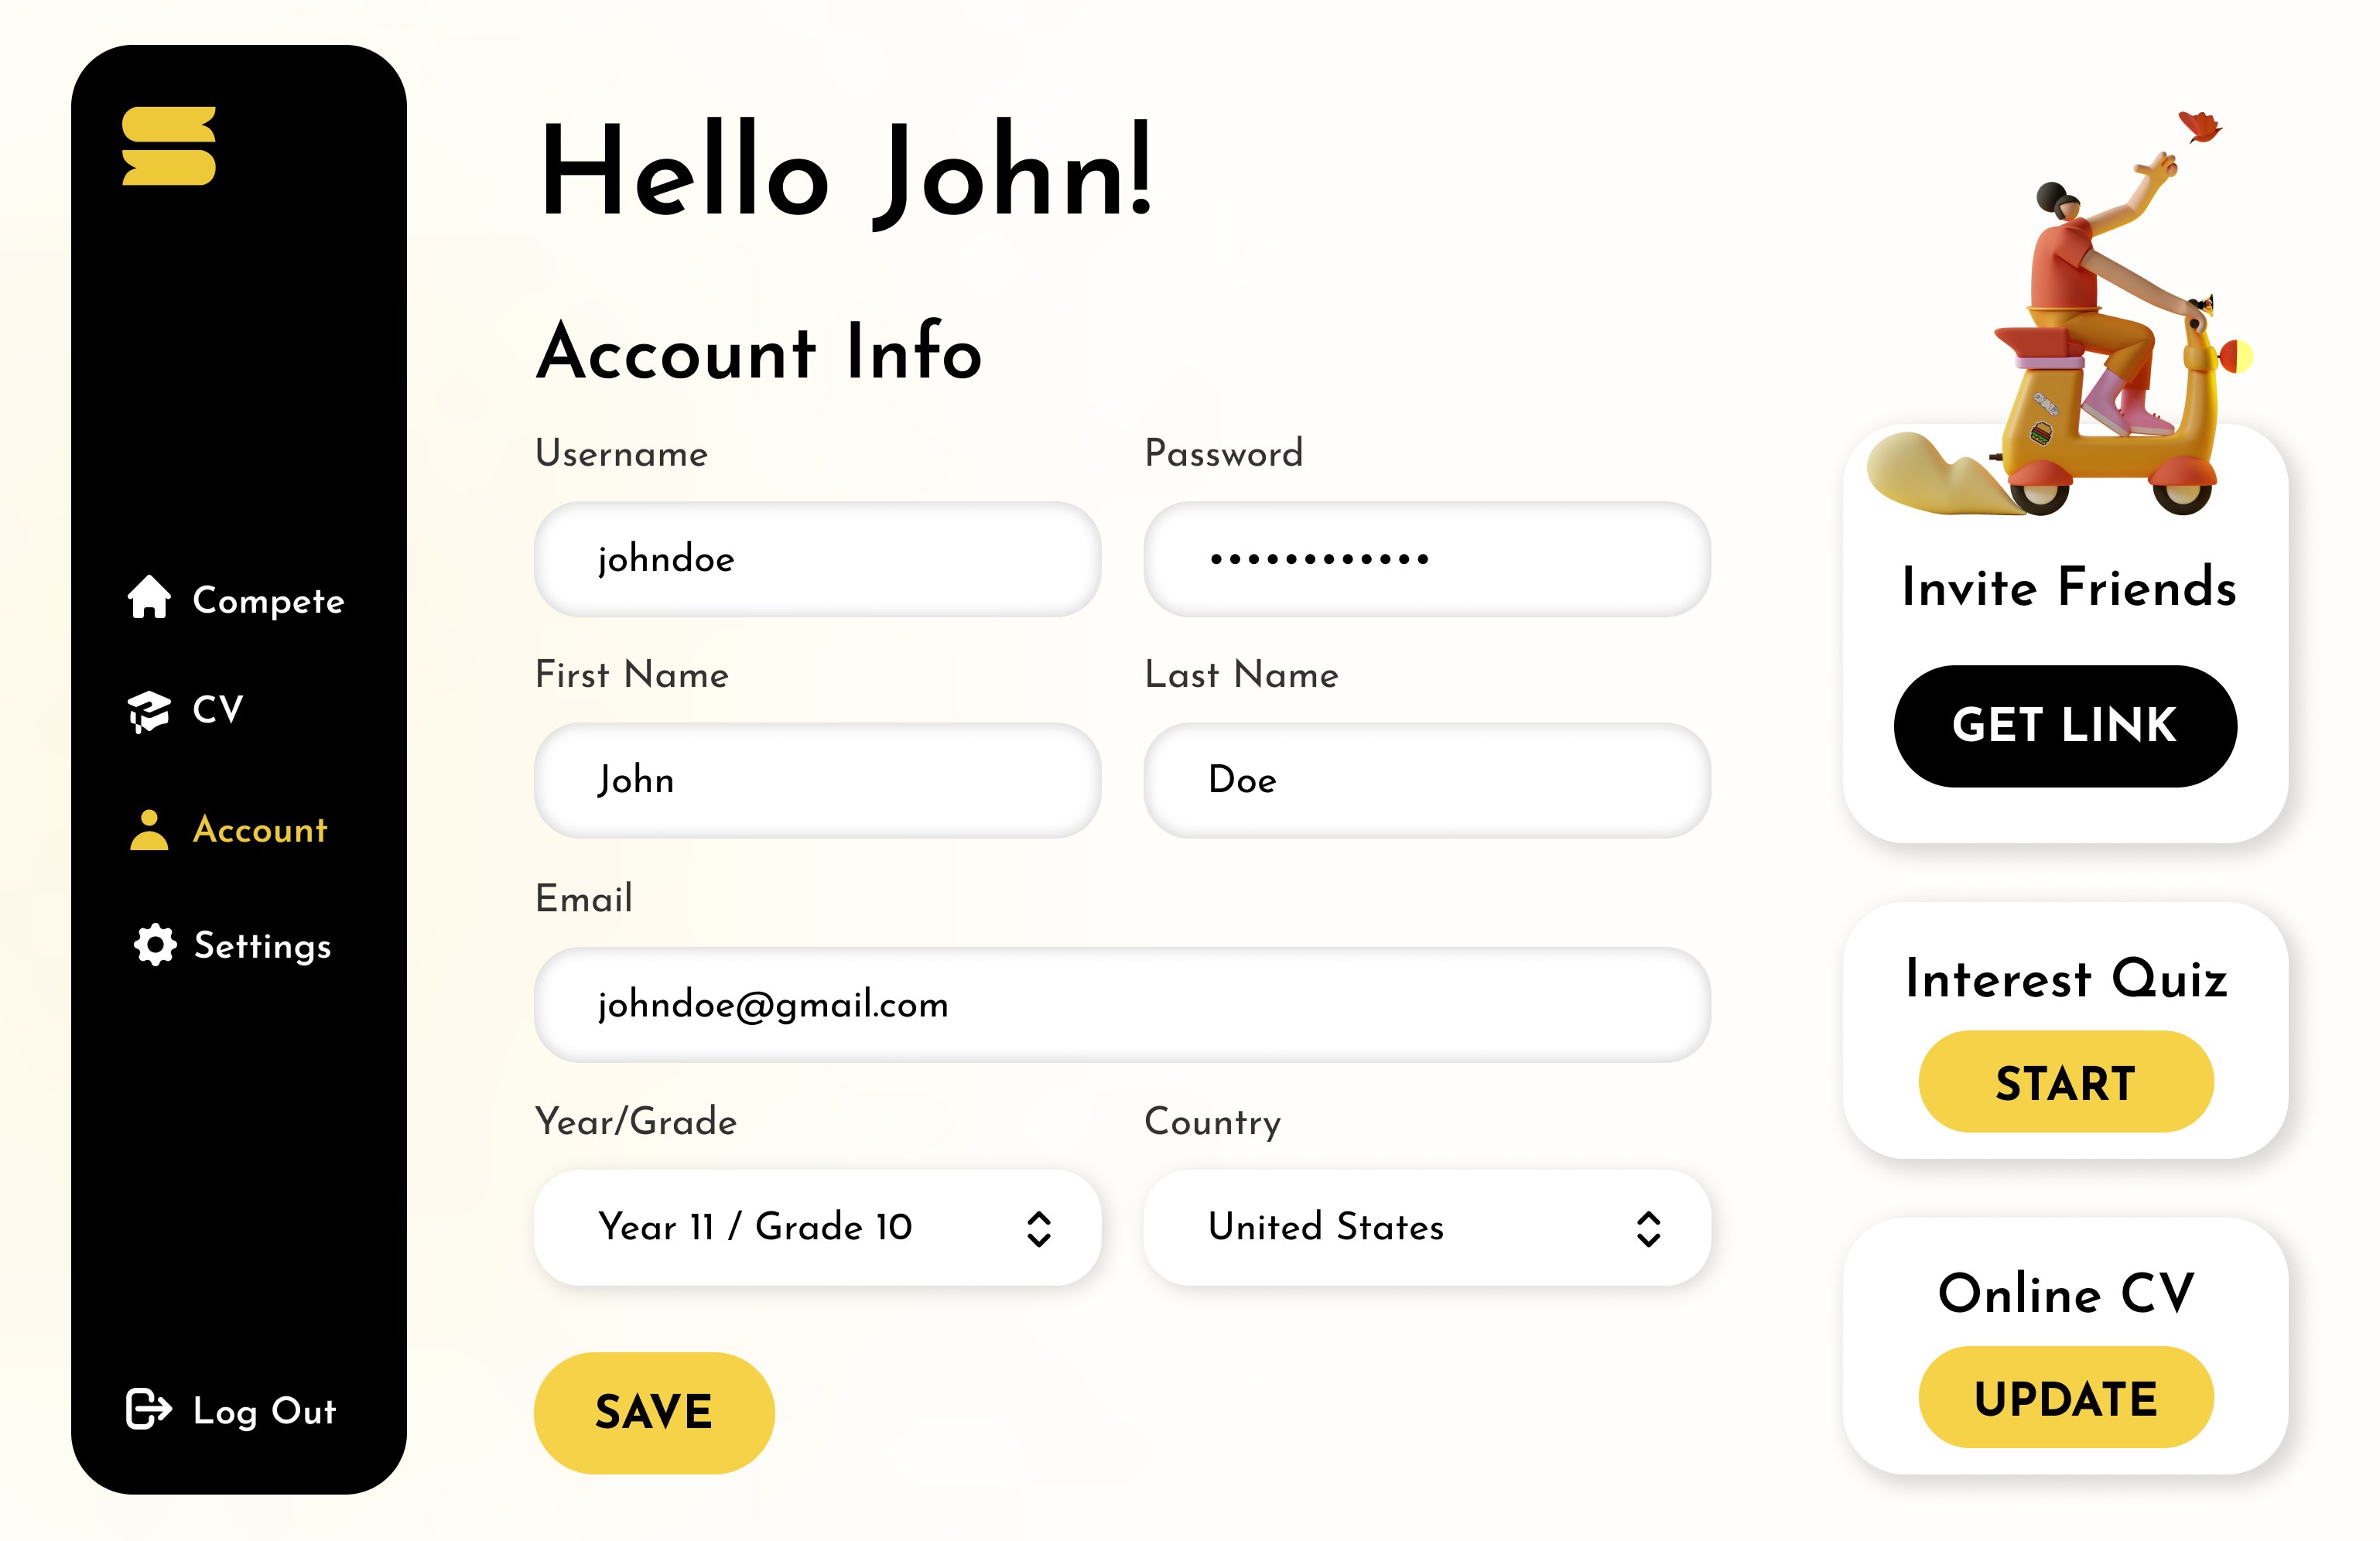 Hello John!
Account Info
Username
Password
johndoe
••••••••••••
First Name
Last Name
John
Doe
Email
johndoe@gmail.com
Year/Grade
Country
Year 11 / Grade 10
United States
SAVE
Compete
CV
Account
Settings
Log Out
Invite Friends
GET LINK
Interest Quiz
START
Online CV
UPDATE